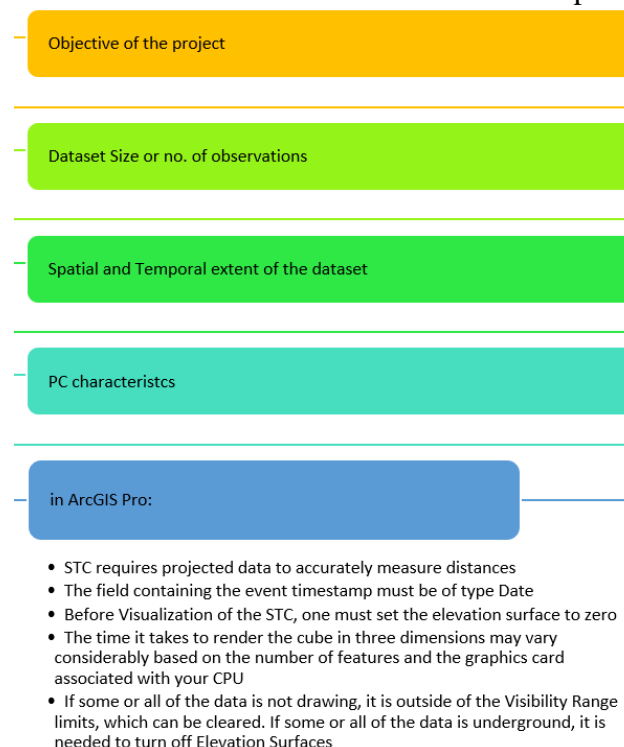 Objective of the project
Dataset Size or no. of observations
Spatial and Temporal extent of the dataset
PC characteristcs
in ArcGIS Pro:
• STC requires projected data to accurately measure distances
• The field containing the event timestamp must be of type Date
• Before Visualization of the STC, one must set the elevation surface to zero
• The time it takes to render the cube in three dimensions may vary
considerably based on the number of features and the graphics card
associated with your CPU
• If some or all of the data is not drawing, it is outside of the Visibility Range
limits, which can be cleared. If some or all of the data is underground, it is
needed to turn off Elevation Surfaces